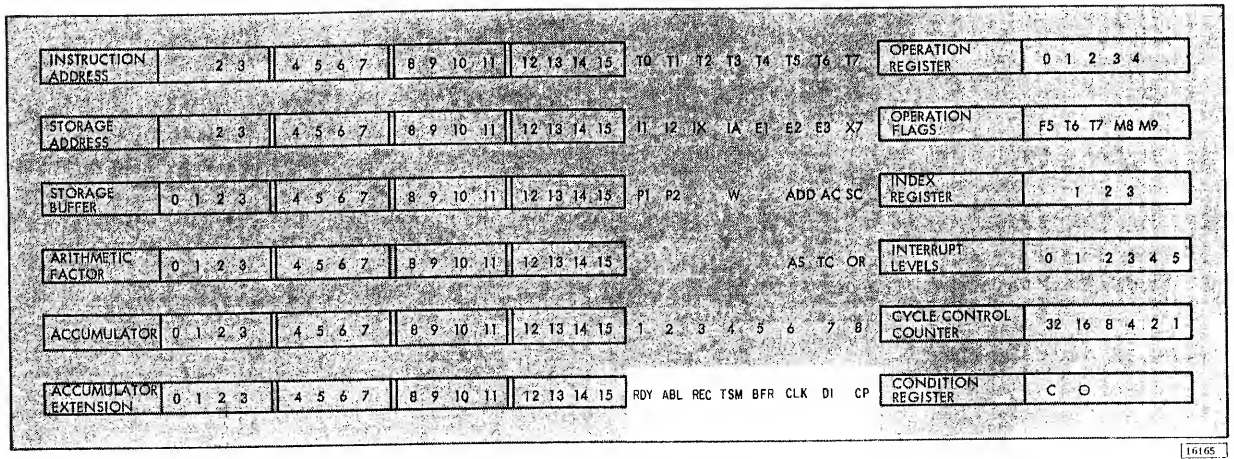 INSTRUCTION ADDRESS 2 3 4 5 6 7 8 9 10 11 12 13 14 15 T0 T1 T2 T3 T4 T5 T6 T7 OPERATION REGISTER 0 1 2 3 4
STORAGE ADDRESS 2 3 4 5 6 7 8 9 10 11 12 13 14 15 I1 I2 IX IA E1 E2 E3 X7 OPERATION FLAGS F5 T6 T7 M8 M9
STORAGE BUFFER 0 1 2 3 4 5 6 7 8 9 10 11 12 13 14 15 P1 P2 W ADD AC SC INDEX REGISTER 1 2 3
ARITHMETIC FACTOR 0 1 2 3 4 5 6 7 8 9 10 11 12 13 14 15 AS TC OR INTERRUPT LEVELS 0 1 2 3 4 5
ACCUMULATOR 0 1 2 3 4 5 6 7 8 9 10 11 12 13 14 15 1 2 3 4 5 6 7 8 CYCLE CONTROL COUNTER 32 16 8 4 2 1
ACCUMULATOR EXTENSION 0 1 2 3 4 5 6 7 8 9 10 11 12 13 14 15 RDY ABL REC TSM BFR CLK DI CP CONDITION REGISTER C O
16165